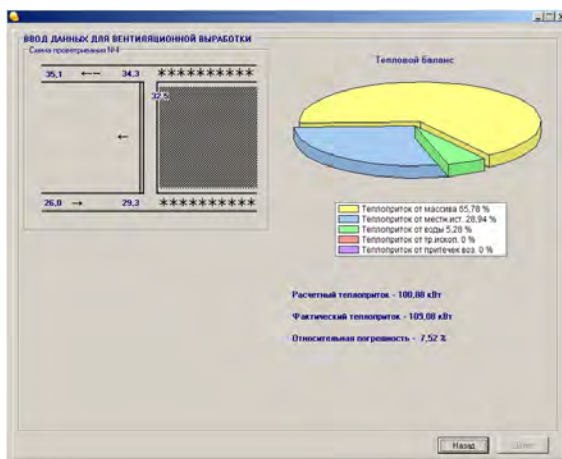 ВВОД ДАННЫХ ДЛЯ ВЕНТИЛЯЦИОННОЙ ВЫРАБОТКИ
Схема проветривания №4
35,1 ←-- 34,3 **********
32,5
←
26,0 → 29,3 **********
Тепловой баланс
Теплоприток от массива 65,78 %
Теплоприток от местн.ист. 28,94 %
Теплоприток от воды 5,28 %
Теплоприток от тр.ископ. 0 %
Теплоприток от притечек воз. 0 %
Расчетный теплоприток - 100,88 кВт
Фактический теплоприток - 109,08 кВт
Относительная погрешность - 7,52 %
Назад